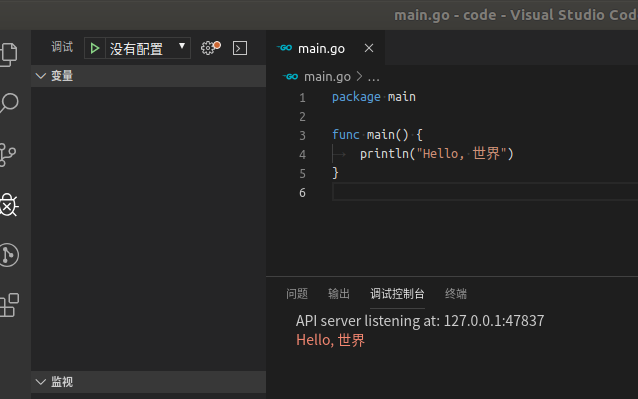 main.go - code - Visual Studio Cod
调试 没有配置
变量
监视
GO main.go
GO main.go > ...
1 package main
2
3 func main() {
4 println("Hello, 世界")
5 }
6
问题 输出 调试控制台 终端
API server listening at: 127.0.0.1:47837
Hello, 世界